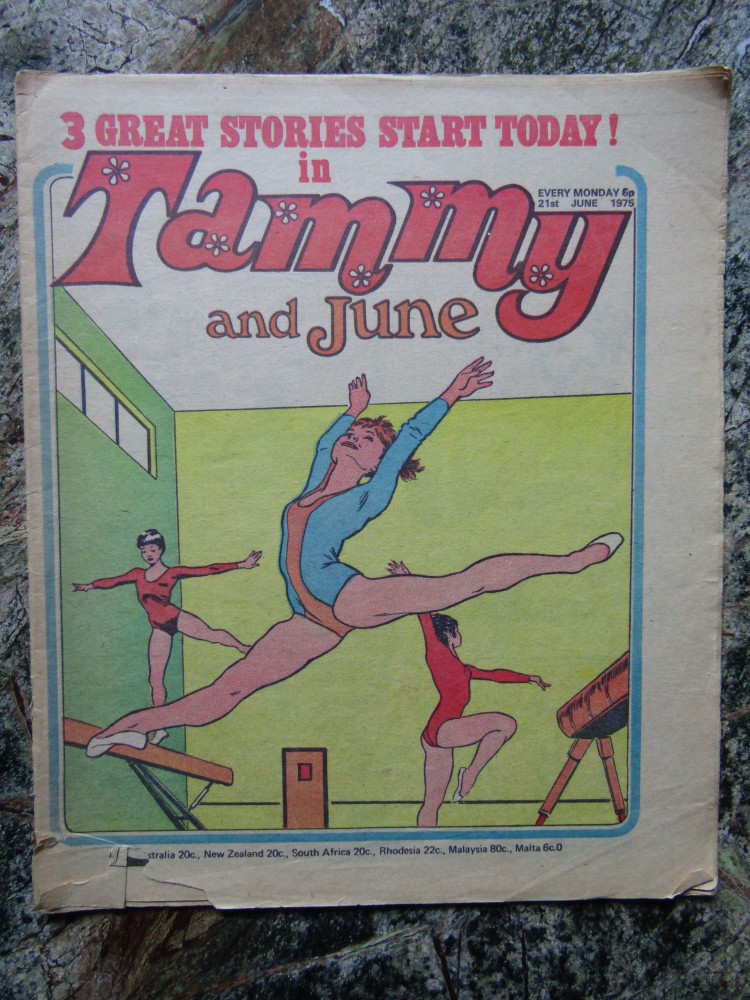 3 GREAT STORIES START TODAY!
in
Tammy
EVERY MONDAY 6p
21st JUNE 1975
and June
20c., New Zealand 20c., South Africa 20c., Rhodesia 22c., Malaysia 80c., Malta 6c.0